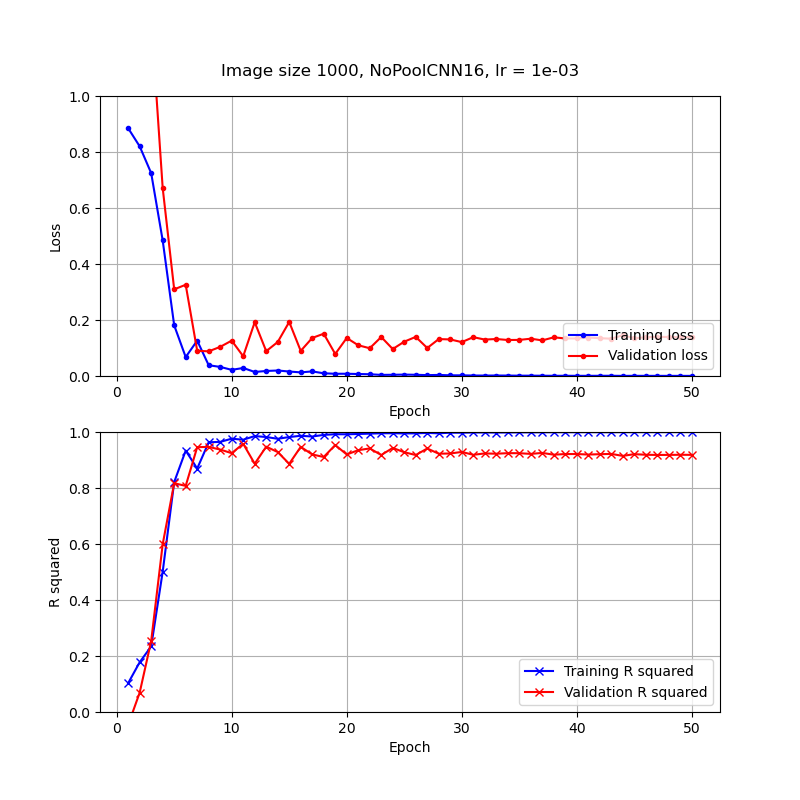 Image size 1000, NoPoolCNN16, lr = 1e-03
1.0
0.8
0.6
0.4
0.2
0.0
Loss
Training loss
Validation loss
0 10 20 30 40 50
Epoch
1.0
0.8
0.6
0.4
0.2
0.0
R squared
Training R squared
Validation R squared
0 10 20 30 40 50
Epoch